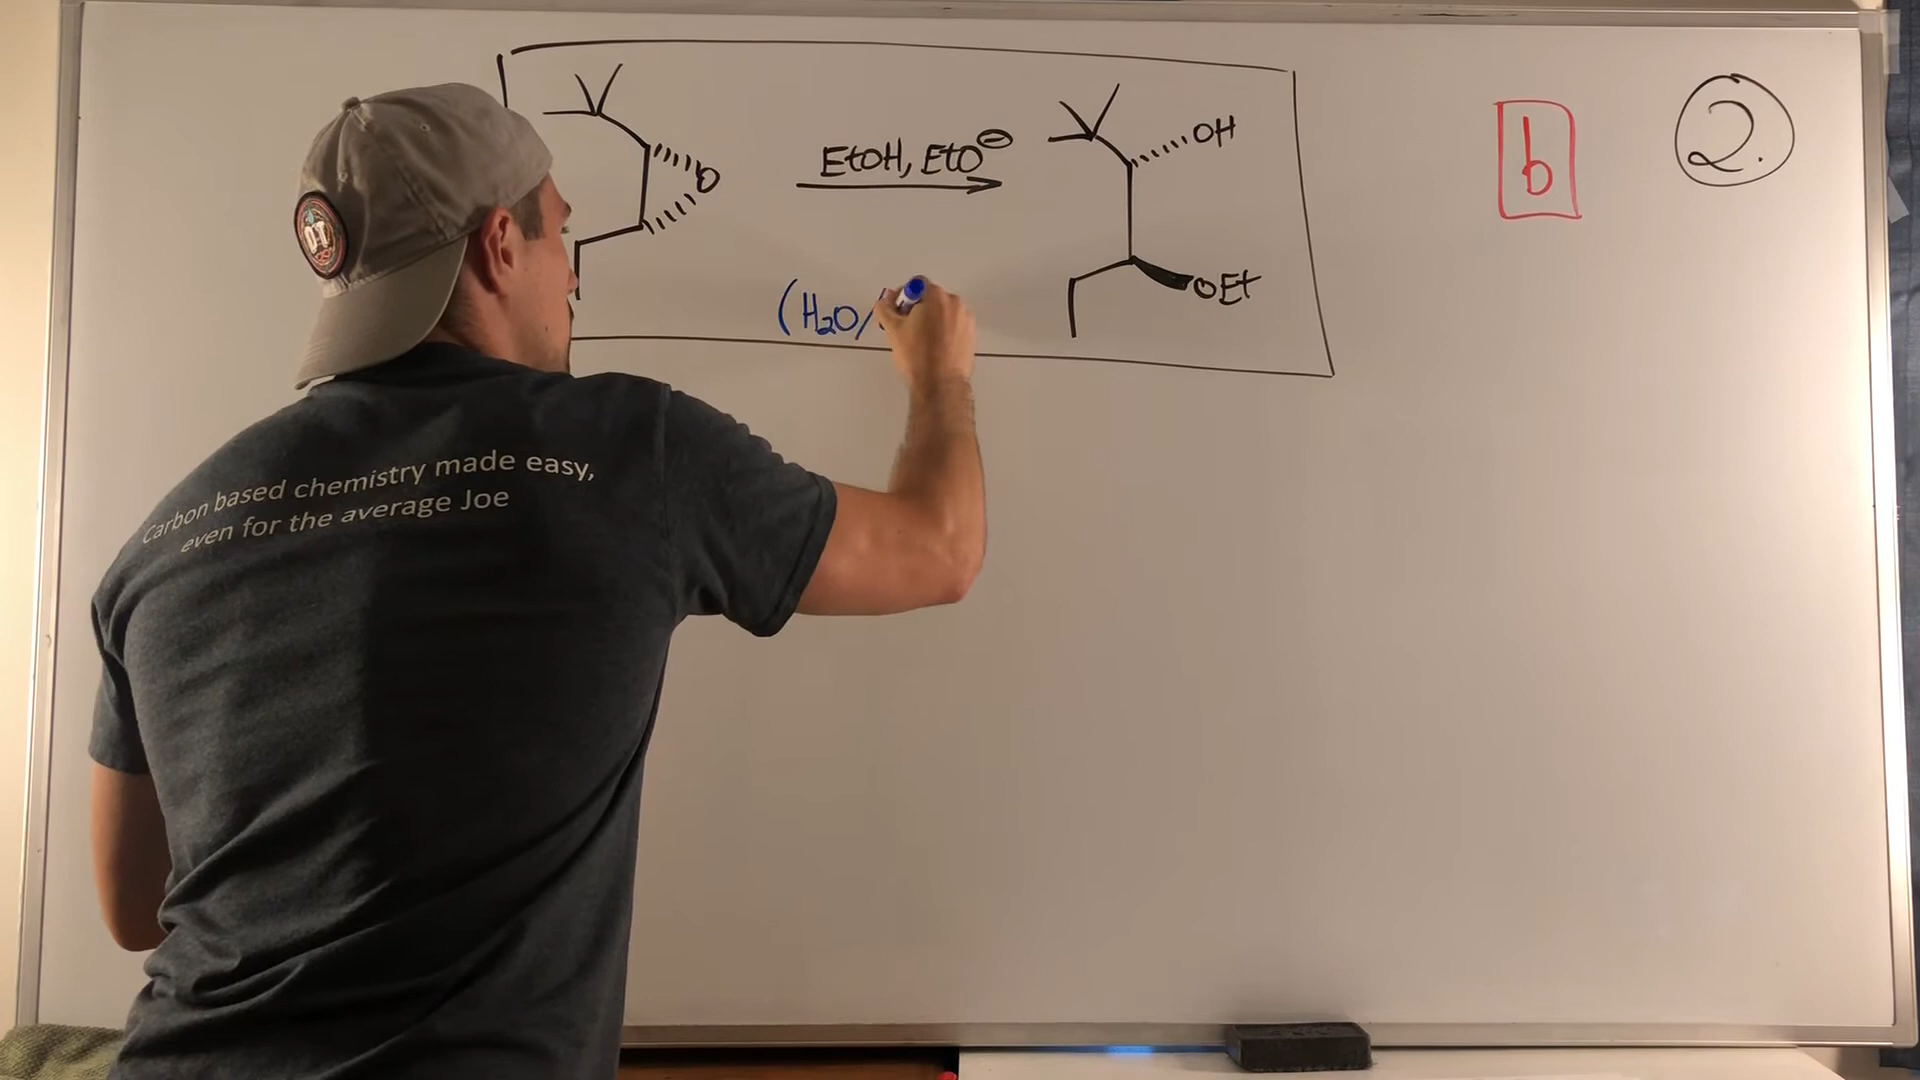 EtOH, EtO⊖
O
OH
OEt
(H₂O/
b
2.
Carbon based chemistry made easy,
even for the average Joe